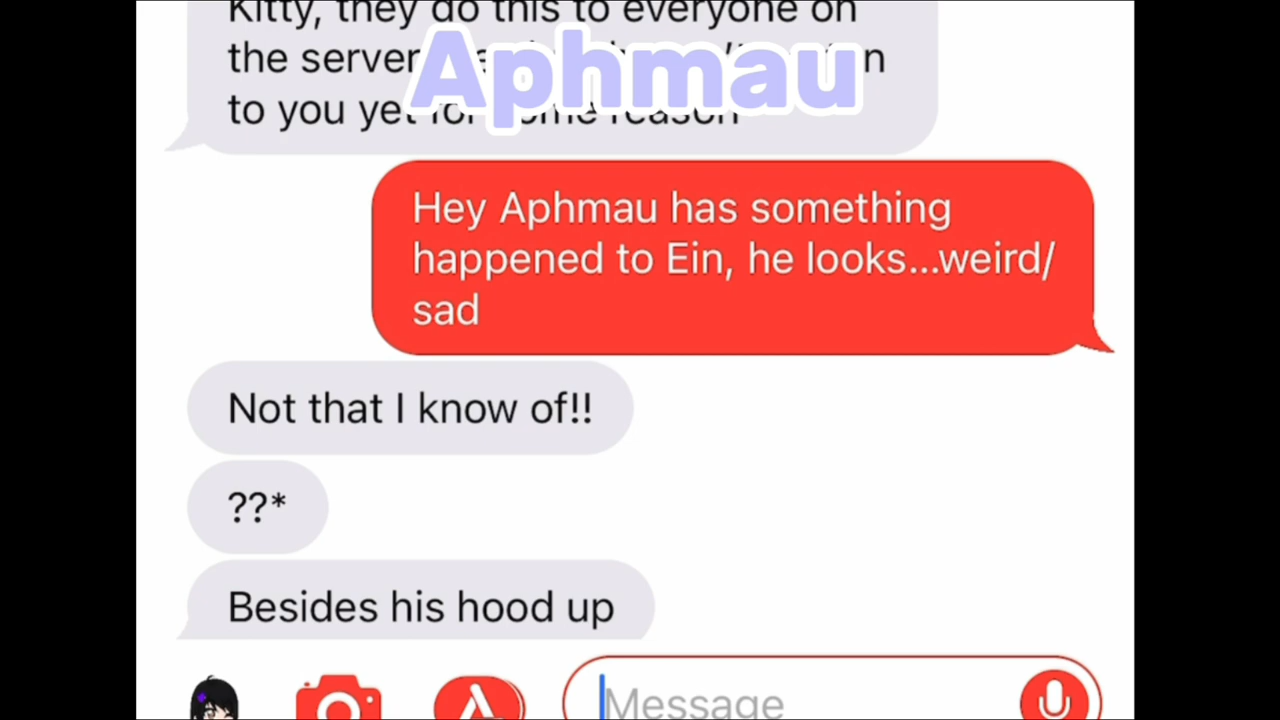 Kitty, they do this to everyone on
the server
Aphmau
to you yet for some reason
Hey Aphmau has something
happened to Ein, he looks...weird/
sad
Not that I know of!!
??*
Besides his hood up
Message